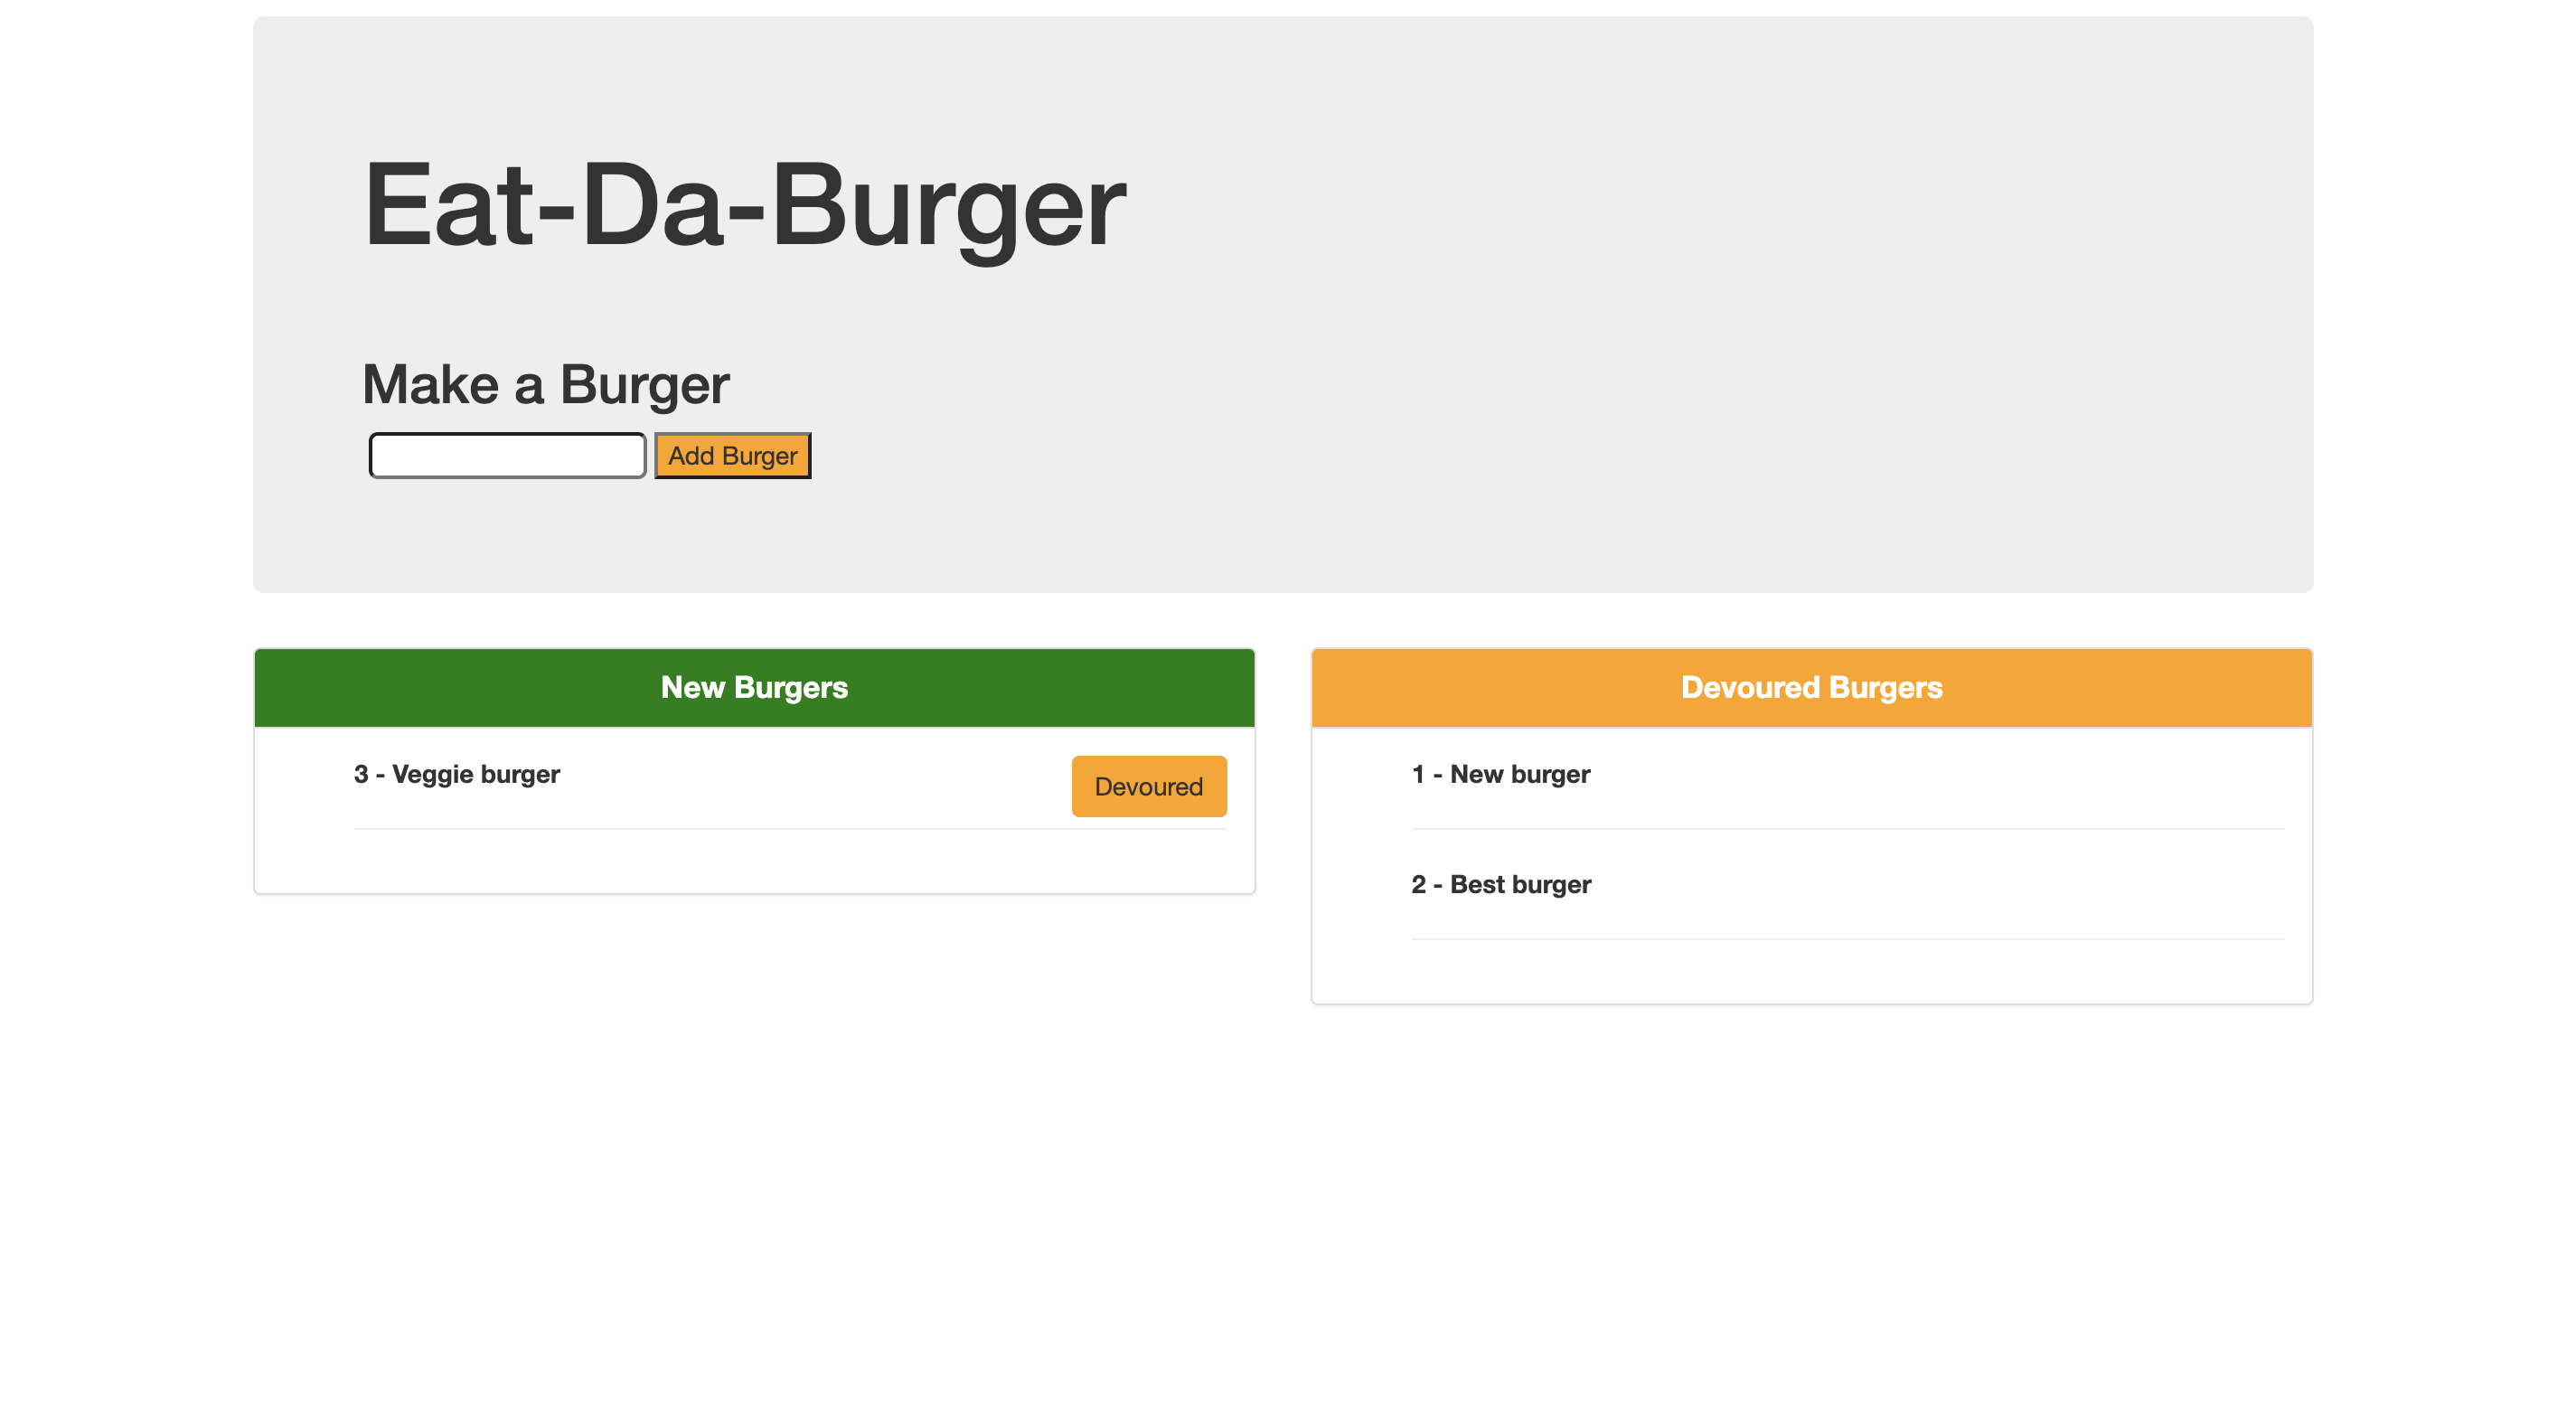 Eat-Da-Burger
Make a Burger
Add Burger
New Burgers
3 - Veggie burger
Devoured
Devoured Burgers
1 - New burger
2 - Best burger